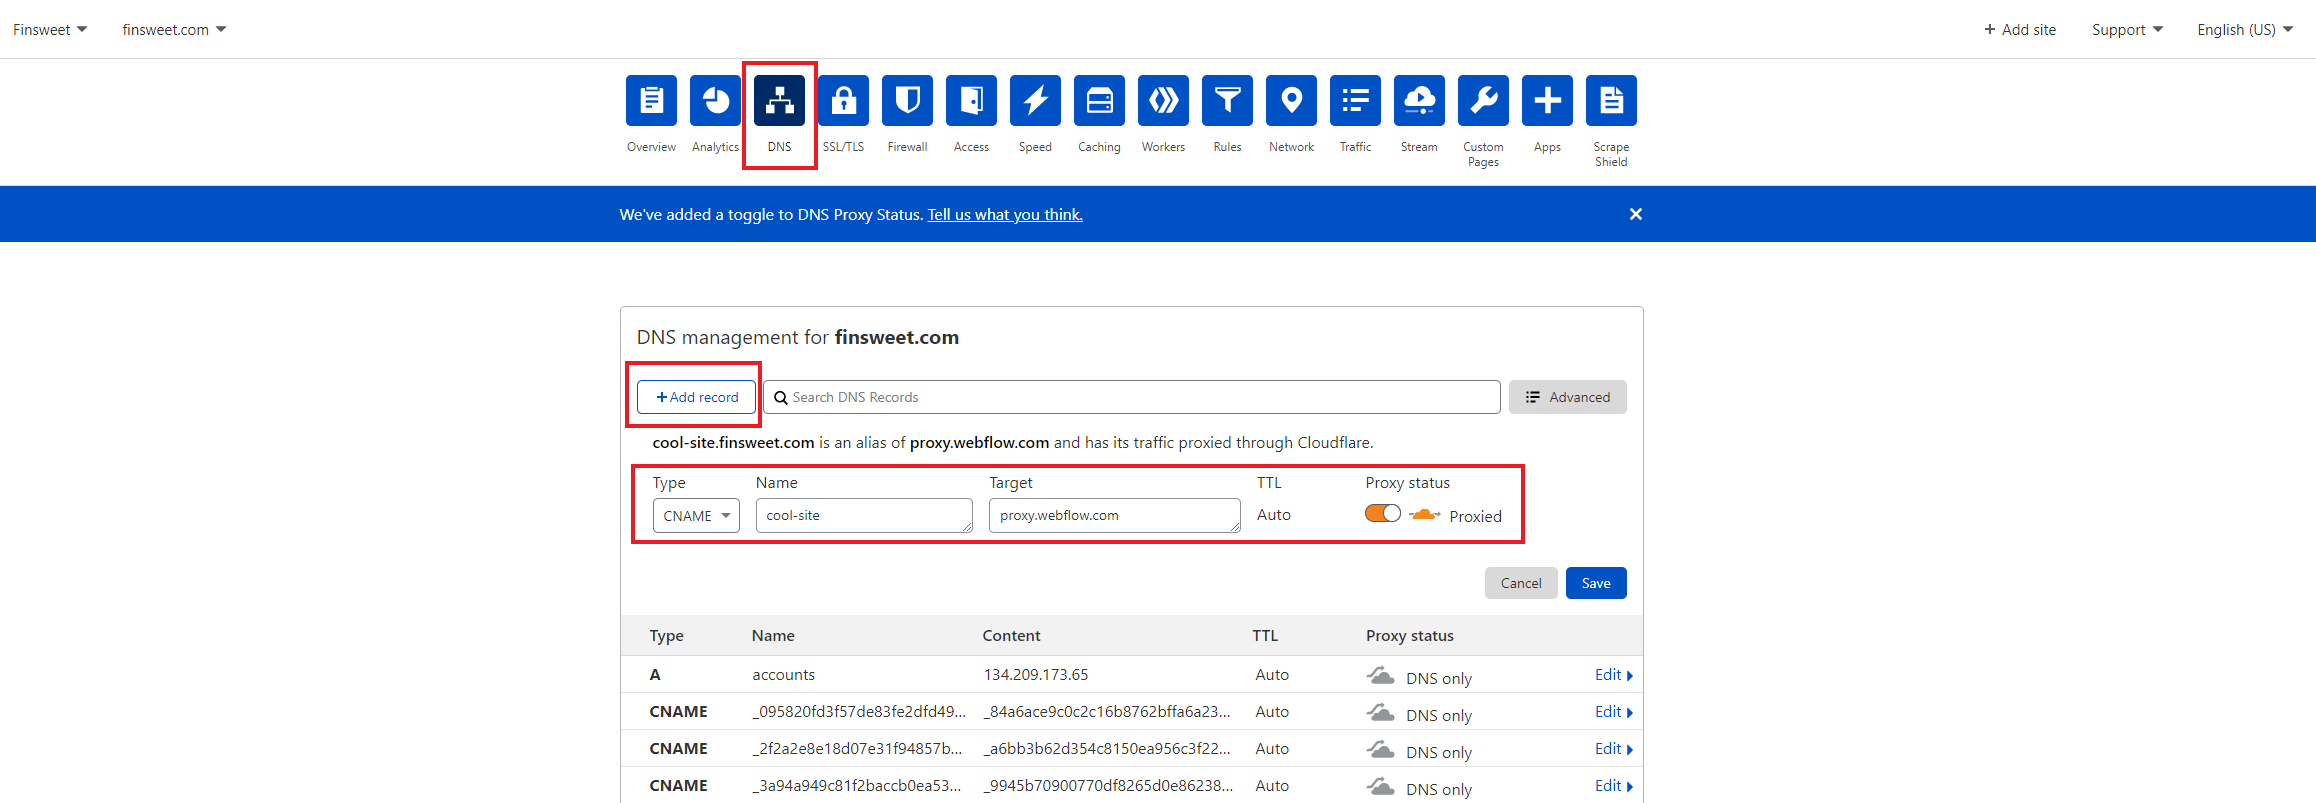 Finsweet finsweet.com + Add site Support English (US)
Overview Analytics DNS SSL/TLS Firewall Access Speed Caching Workers Rules Network Traffic Stream Custom Pages Apps Scrape Shield
We've added a toggle to DNS Proxy Status. Tell us what you think.
DNS management for finsweet.com
+ Add record Search DNS Records Advanced
cool-site.finsweet.com is an alias of proxy.webflow.com and has its traffic proxied through Cloudflare.
Type Name Target TTL Proxy status
CNAME cool-site proxy.webflow.com Auto Proxied
Cancel Save
Type Name Content TTL Proxy status
A accounts 134.209.173.65 Auto DNS only Edit
CNAME _095820fd3f57de83fe2dfd49... _84a6ace9c0c2c16b8762bffa6a23... Auto DNS only Edit
CNAME _2f2a2e8e18d07e31f94857b... _a6bb3b62d354c8150ea956c3f22... Auto DNS only Edit
CNAME _3a94a949c81f2baccb0ea53... _9945b70900770df8265d0e86238... Auto DNS only Edit